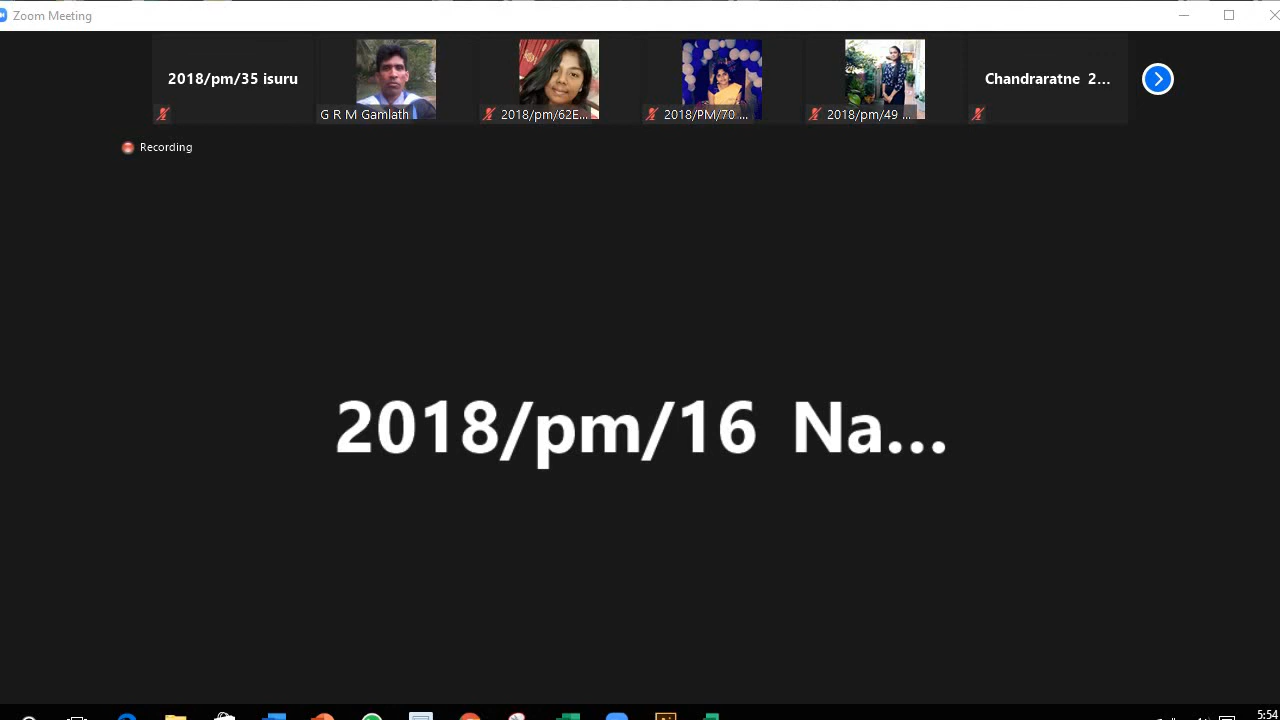 Zoom Meeting
2018/pm/35 isuru
G R M Gamlath
2018/pm/62E...
2018/PM/70 ...
2018/pm/49 ...
Chandraratne 2...
Recording
2018/pm/16 Na...
5:54